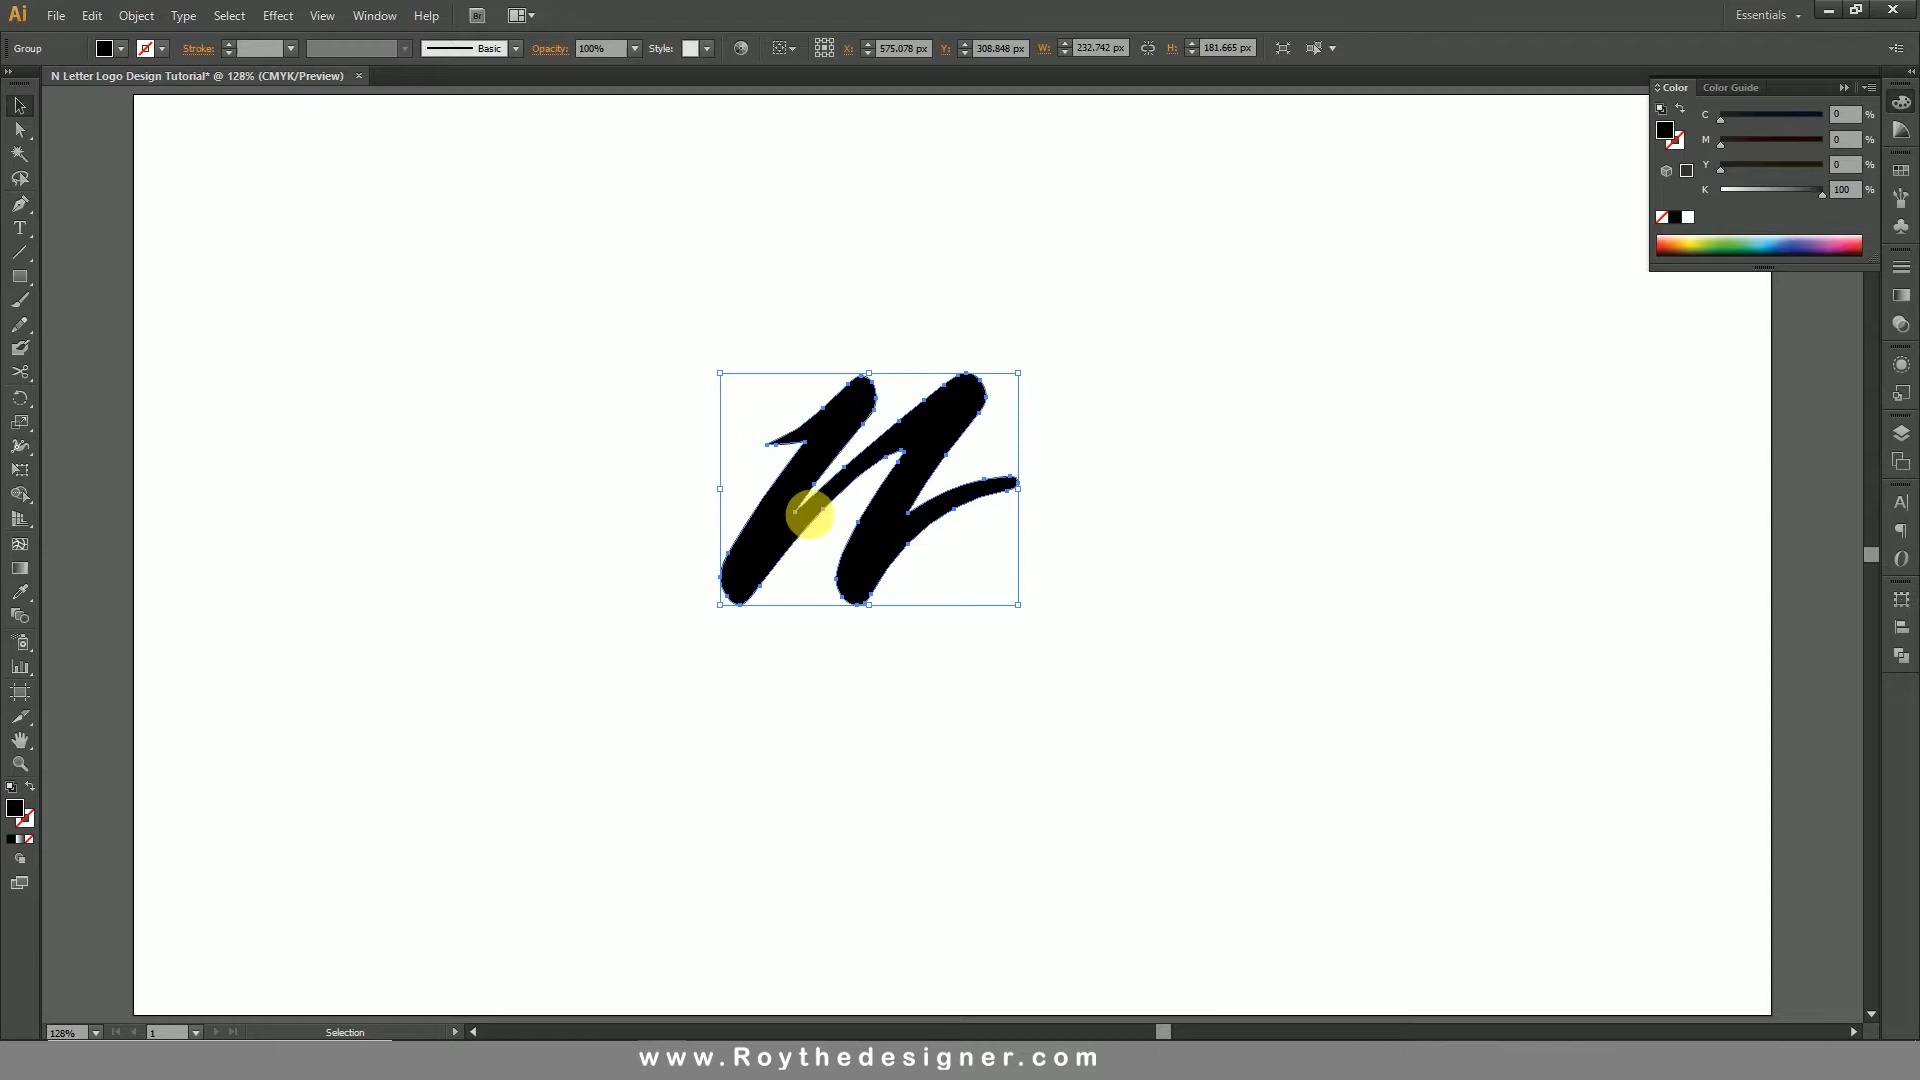 Ai File Edit Object Type Select Effect View Window Help Br Essentials
Group Stroke: Basic Opacity: 100% Style: X: 575.078 px Y: 308.848 px W: 232.742 px H: 181.665 px
N Letter Logo Design Tutorial* @ 128% (CMYK/Preview) ×
Color Color Guide
C 0 %
M 0 %
Y 0 %
K 100 %
n
128% 1 Selection
www.Roythedesigner.com